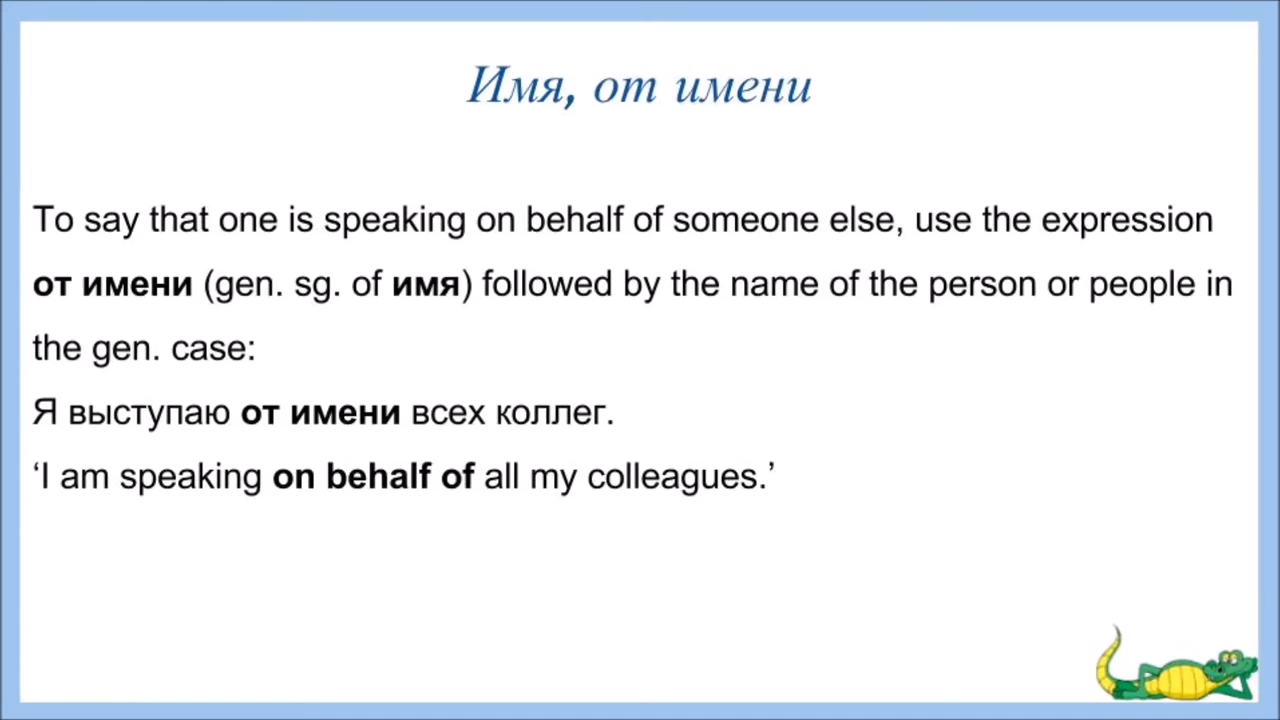 Имя, от имени
To say that one is speaking on behalf of someone else, use the expression
от имени (gen. sg. of имя) followed by the name of the person or people in
the gen. case:
Я выступаю от имени всех коллег.
‘I am speaking on behalf of all my colleagues.’